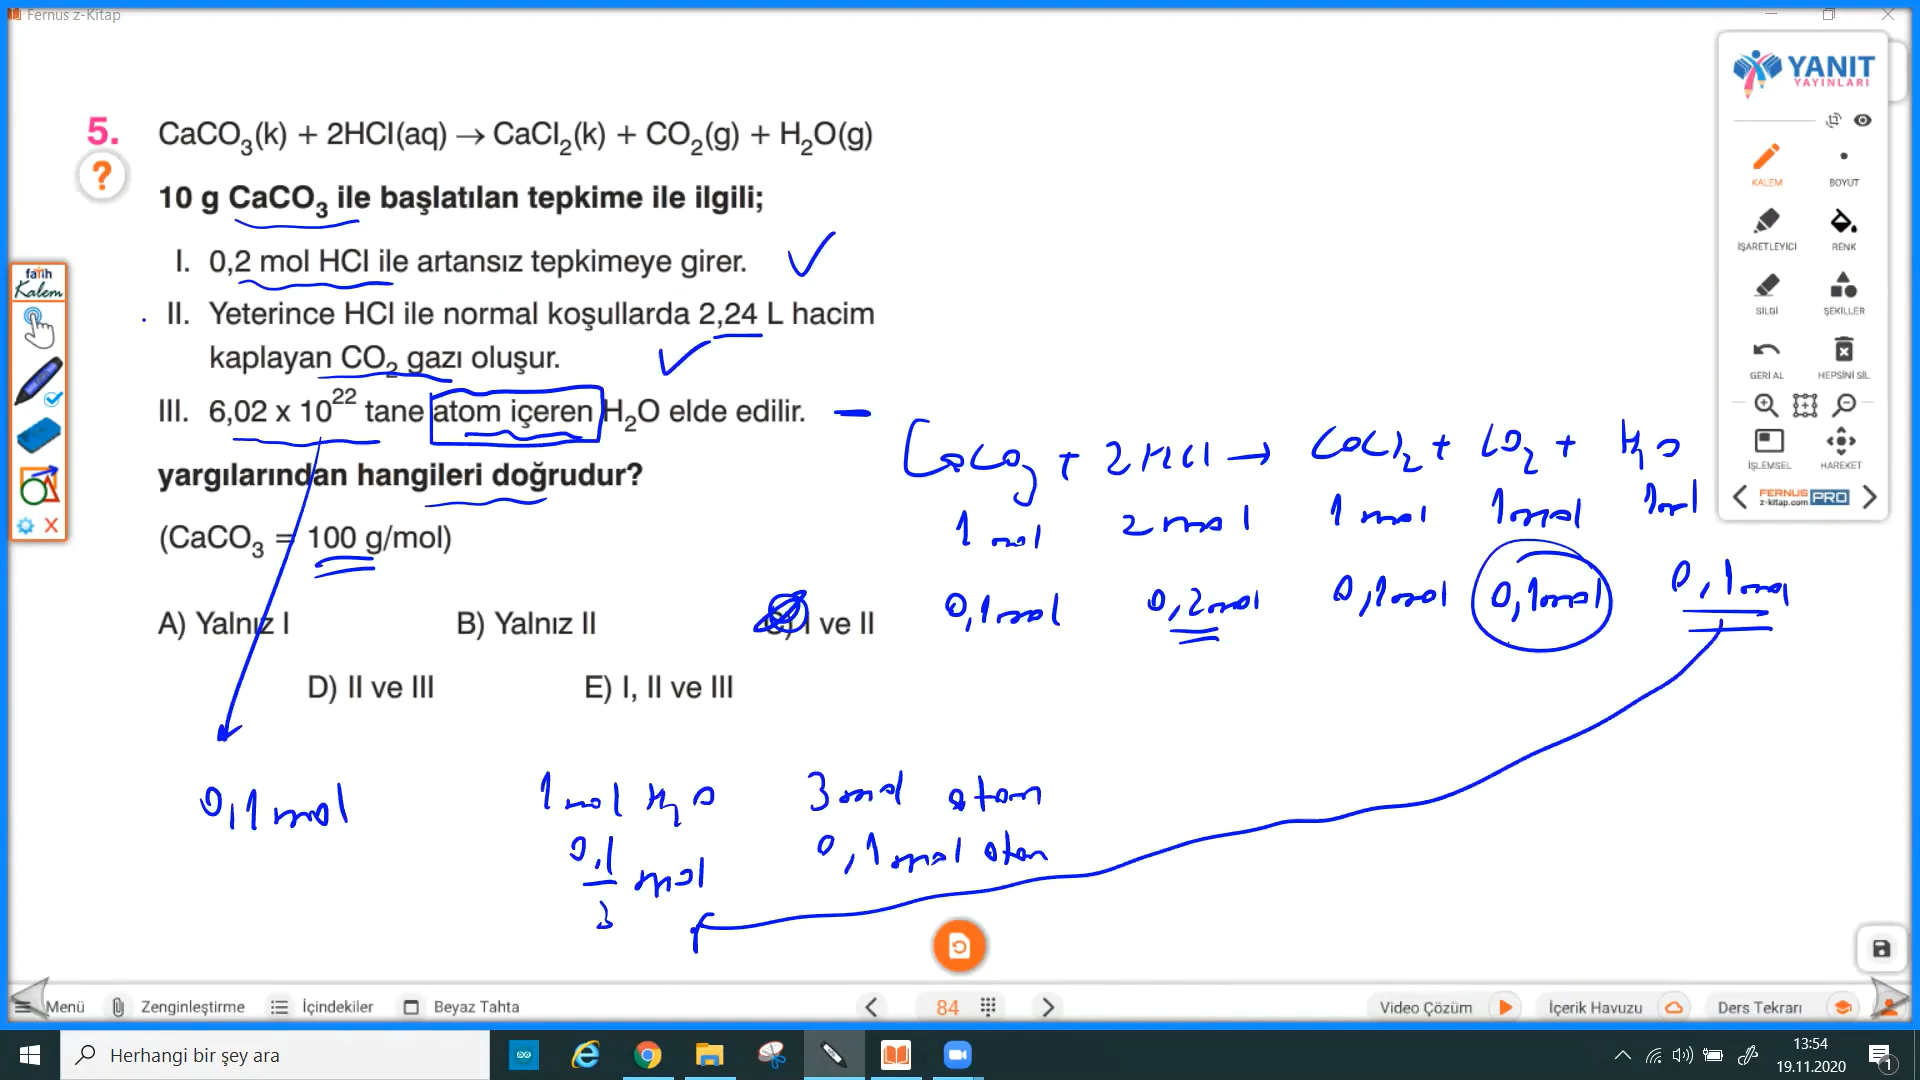 Fernus z-Kitap
YANIT
YAYINLARI
5. CaCO₃(k) + 2HCl(aq) → CaCl₂(k) + CO₂(g) + H₂O(g)
?
10 g CaCO₃ ile başlatılan tepkime ile ilgili;
I. 0,2 mol HCl ile artansız tepkimeye girer.
II. Yeterince HCl ile normal koşullarda 2,24 L hacim
kaplayan CO₂ gazı oluşur.
III. 6,02 x 10²² tane atom içeren H₂O elde edilir.
yargılarından hangileri doğrudur?
(CaCO₃ = 100 g/mol)
A) Yalnız I B) Yalnız II C) I ve II
D) II ve III E) I, II ve III
CaCO₃ + 2HCl → CaCl₂ + CO₂ + H₂O
1 mol 2 mol 1 mol 1 mol 1 mol
0,1 mol 0,2 mol 0,1 mol 0,1 mol 0,1 mol
0,1 mol
1 mol H₂O 3 mol atom
0,1/3 mol 0,1 mol atom
fatih
Kalem
KALEM BOYUT
İŞARETLEYİCİ RENK
SİLGİ ŞEKİLLER
GERİ AL HEPSİNİ SİL
İŞLEMSEL HAREKET
FERNUS PRO
z-kitap.com
Menü Zenginleştirme İçindekiler Beyaz Tahta 84 Video Çözüm İçerik Havuzu Ders Tekrarı
Herhangi bir şey ara
13:54
19.11.2020
1